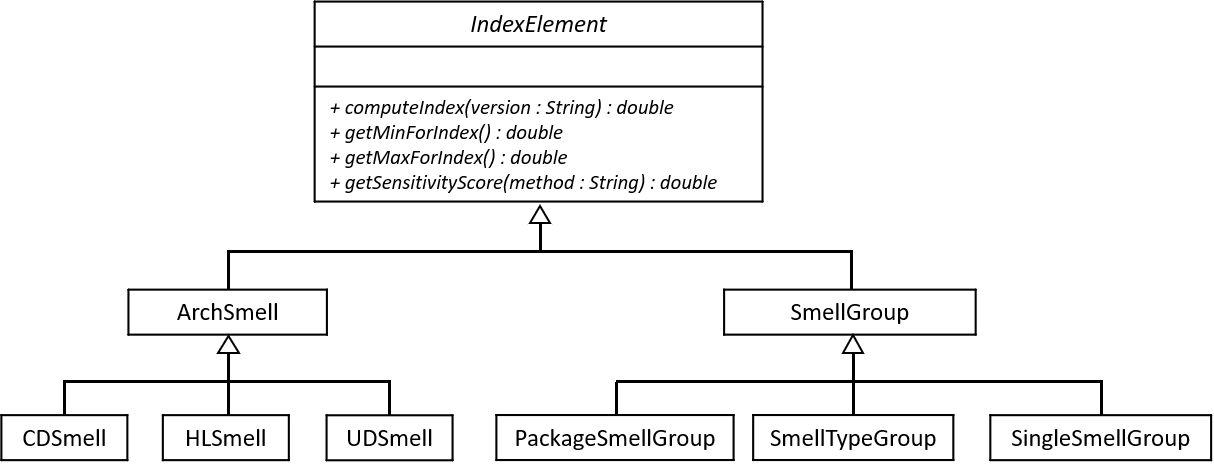 IndexElement
+ computeIndex(version : String) : double
+ getMinForIndex() : double
+ getMaxForIndex() : double
+ getSensitivityScore(method : String) : double
ArchSmell
SmellGroup
CDSmell
HLSmell
UDSmell
PackageSmellGroup
SmellTypeGroup
SingleSmellGroup